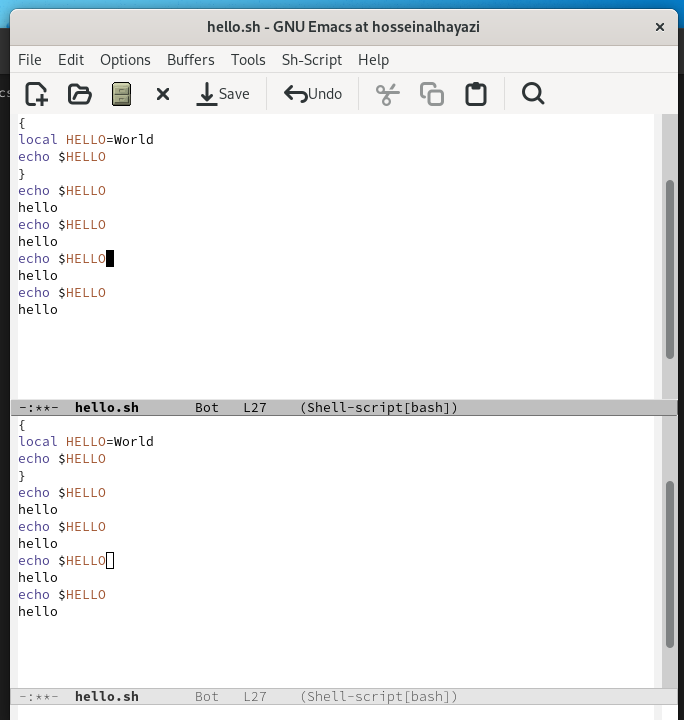 hello.sh - GNU Emacs at hosseinalhayazi
File Edit Options Buffers Tools Sh-Script Help
Save Undo
{
local HELLO=World
echo $HELLO
}
echo $HELLO
hello
echo $HELLO
hello
echo $HELLO
hello
echo $HELLO
hello
-:**- hello.sh Bot L27 (Shell-script[bash])
{
local HELLO=World
echo $HELLO
}
echo $HELLO
hello
echo $HELLO
hello
echo $HELLO
hello
echo $HELLO
hello
-:**- hello.sh Bot L27 (Shell-script[bash])